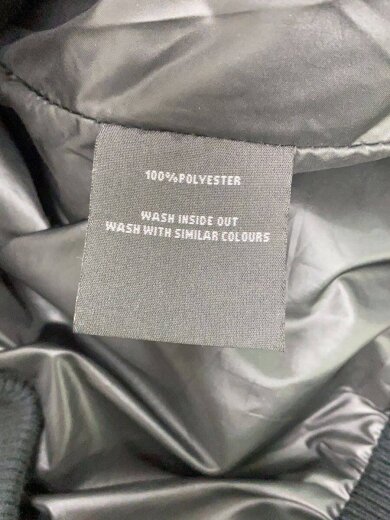 100%POLYESTER
WASH INSIDE OUT
WASH WITH SIMILAR COLOURS